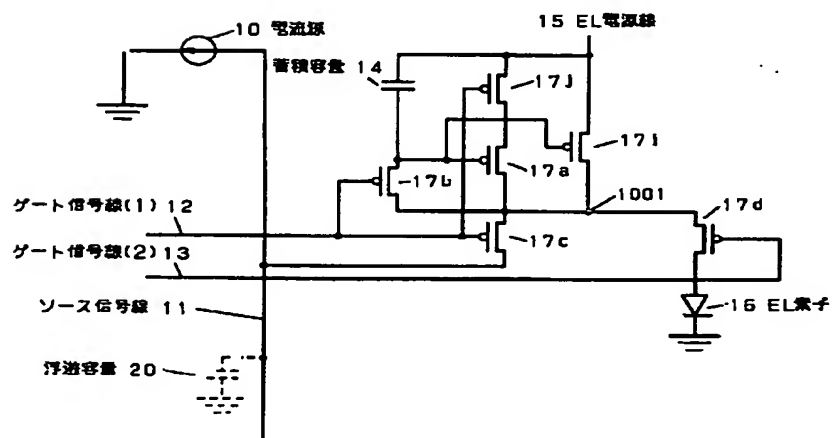 10 電流源
15 EL電源線
蓄積容量 14
17j
17i
17a
17b
1001
17d
ゲート信号線(1) 12
17c
ゲート信号線(2) 13
ソース信号線 11
16 EL素子
浮遊容量 20